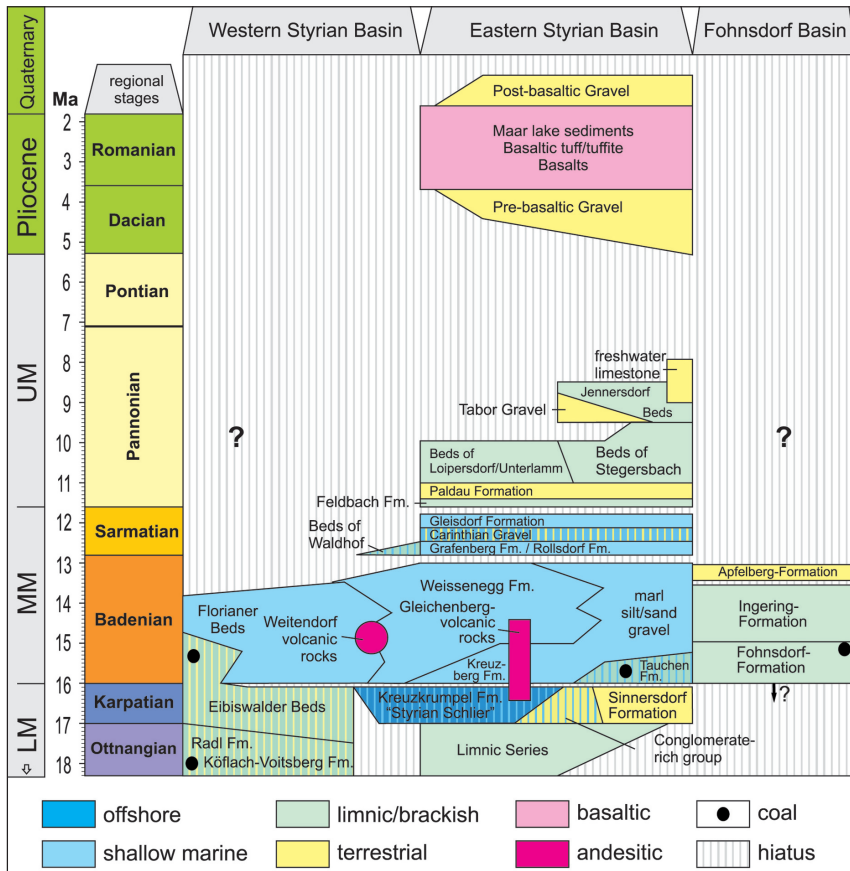 Western Styrian Basin
Eastern Styrian Basin
Fohnsdorf Basin
Quaternary
Pliocene
UM
MM
LM
Ma
regional
stages
2
3
4
5
6
7
8
9
10
11
12
13
14
15
16
17
18
Romanian
Dacian
Pontian
Pannonian
Sarmatian
Badenian
Karpatian
Ottnangian
Post-basaltic Gravel
Maar lake sediments
Basaltic tuff/tuffite
Basalts
Pre-basaltic Gravel
freshwater
limestone
Jennersdorf
Beds
Tabor Gravel
?
?
Beds of
Loipersdorf/Unterlamm
Beds of
Stegersbach
Paldau Formation
Feldbach Fm.
Gleisdorf Formation
Carinthian Gravel
Grafenberg Fm. / Rollsdorf Fm.
Beds of
Waldhof
Apfelberg-Formation
Weissenegg Fm.
Florianer
Beds
Weitendorf
volcanic
rocks
Gleichenberg-
volcanic
rocks
marl
silt/sand
gravel
Ingering-
Formation
Kreuz-
berg Fm.
Tauchen
Fm.
Fohnsdorf-
Formation
?
Eibiswalder Beds
Kreuzkrumpel Fm.
"Styrian Schlier"
Sinnersdorf
Formation
Radl Fm.
Köflach-Voitsberg Fm.
Limnic Series
Conglomerate-
rich group
offshore
limnic/brackish
basaltic
coal
shallow marine
terrestrial
andesitic
hiatus